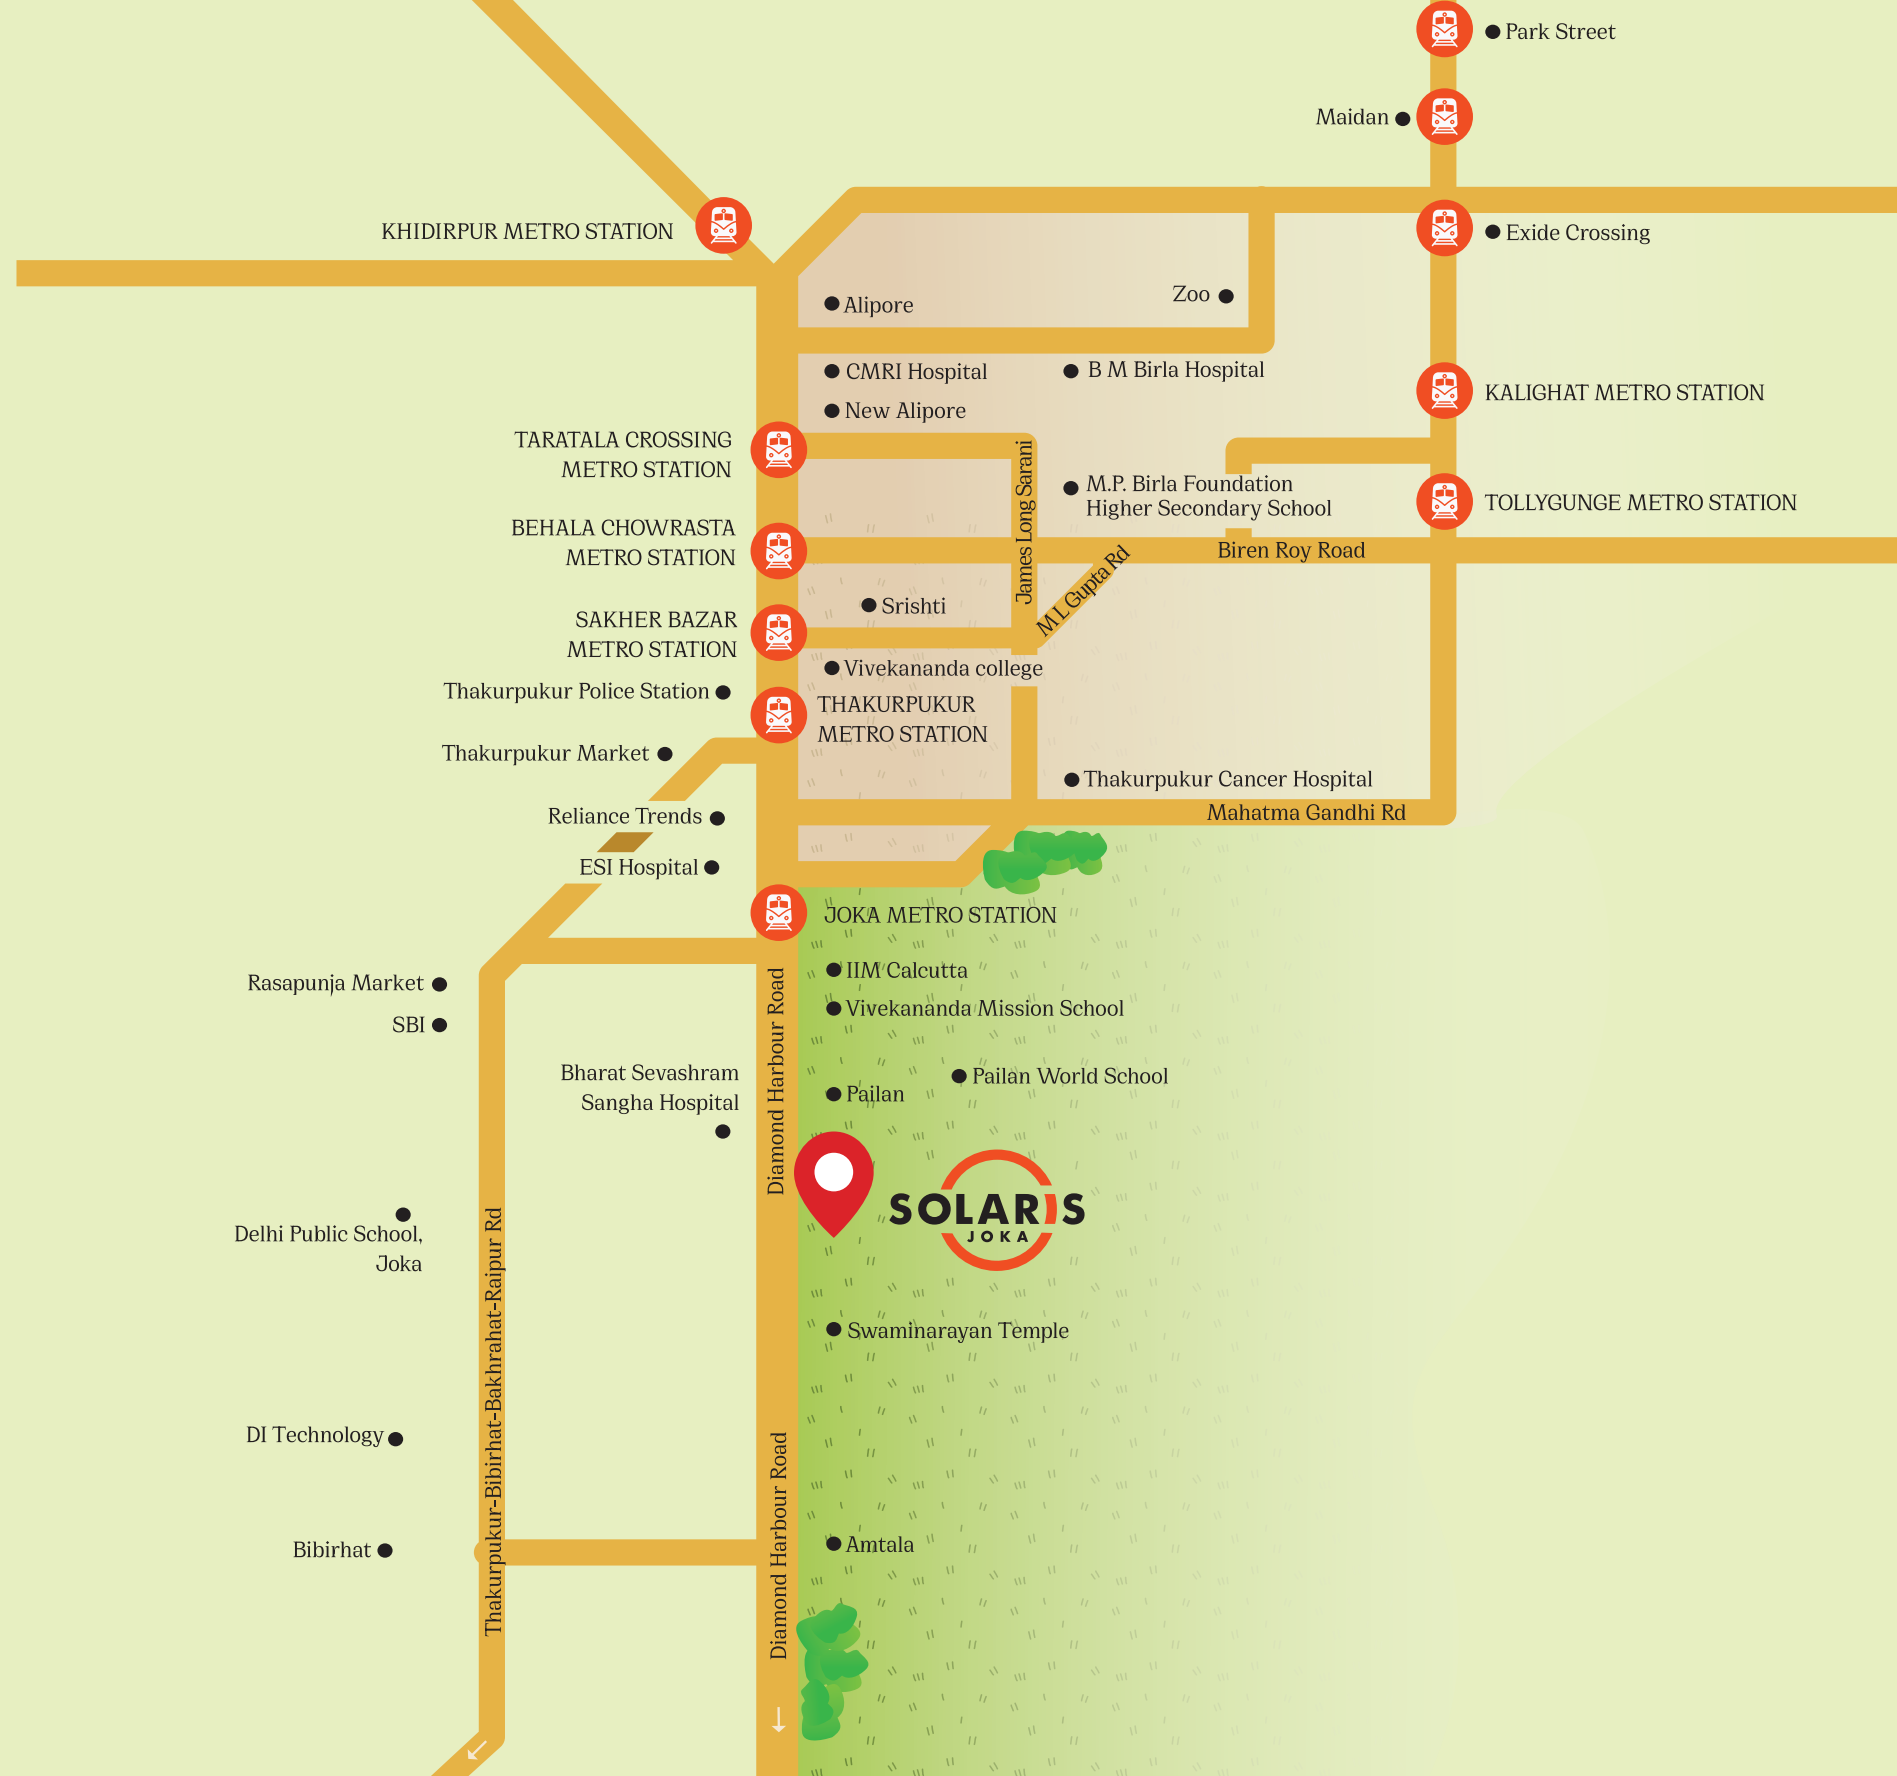 Park Street
Maidan
KHIDIRPUR METRO STATION
Exide Crossing
Zoo
Alipore
CMRI Hospital
B M Birla Hospital
KALIGHAT METRO STATION
New Alipore
TARATALA CROSSING
METRO STATION
James Long Sarani
M.P. Birla Foundation
Higher Secondary School
TOLLYGUNGE METRO STATION
BEHALA CHOWRASTA
METRO STATION
Biren Roy Road
M L Gupta Rd
Srishti
SAKHER BAZAR
METRO STATION
Vivekananda college
Thakurpukur Police Station
THAKURPUKUR
METRO STATION
Thakurpukur Market
Thakurpukur Cancer Hospital
Mahatma Gandhi Rd
Reliance Trends
ESI Hospital
JOKA METRO STATION
IIM Calcutta
Rasapunja Market
Vivekananda Mission School
SBI
Diamond Harbour Road
Bharat Sevashram
Sangha Hospital
Pailan World School
Pailan
SOLARIS
JOKA
Delhi Public School,
Joka
Thakurpukur-Bibirhat-Bakhrahat-Raipur Rd
Swaminarayan Temple
DI Technology
Diamond Harbour Road
Amtala
Bibirhat